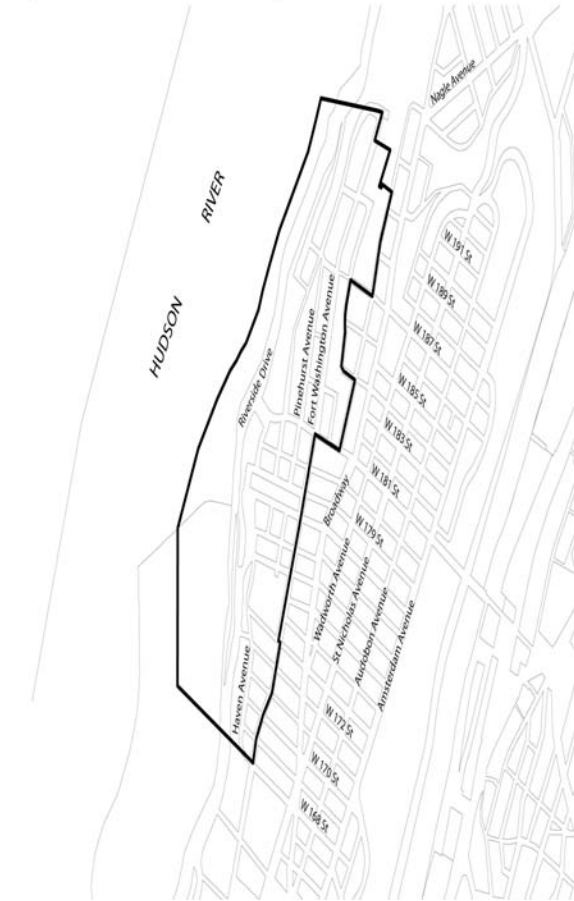 Nagle Avenue
HUDSON RIVER
W 191 St
W 189 St
W 187 St
Pinehurst Avenue
Fort Washington Avenue
Riverside Drive
W 185 St
W 183 St
W 181 St
Broadway
W 179 St
Wadworth Avenue
St Nicholas Avenue
Audobon Avenue
Amsterdam Avenue
Haven Avenue
W 172 St
W 170 St
W 168 St